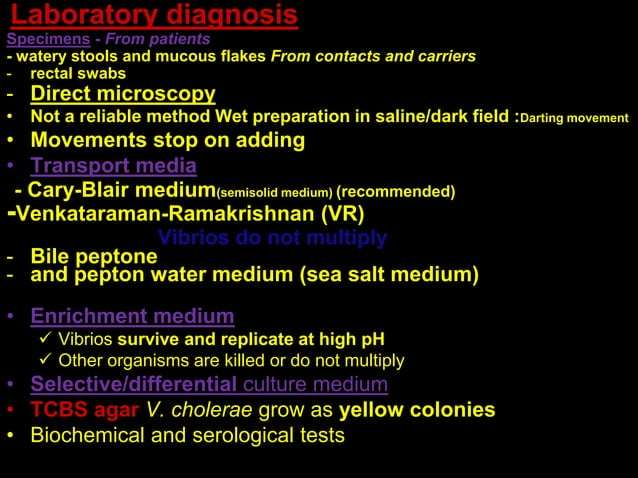 Laboratory diagnosis
Specimens - From patients
- watery stools and mucous flakes From contacts and carriers
- rectal swabs
- Direct microscopy
• Not a reliable method Wet preparation in saline/dark field :Darting movement
• Movements stop on adding
• Transport media
- Cary-Blair medium(semisolid medium) (recommended)
-Venkataraman-Ramakrishnan (VR)
Vibrios do not multiply
- Bile peptone
- and pepton water medium (sea salt medium)
• Enrichment medium
✓ Vibrios survive and replicate at high pH
✓ Other organisms are killed or do not multiply
• Selective/differential culture medium
• TCBS agar V. cholerae grow as yellow colonies
• Biochemical and serological tests